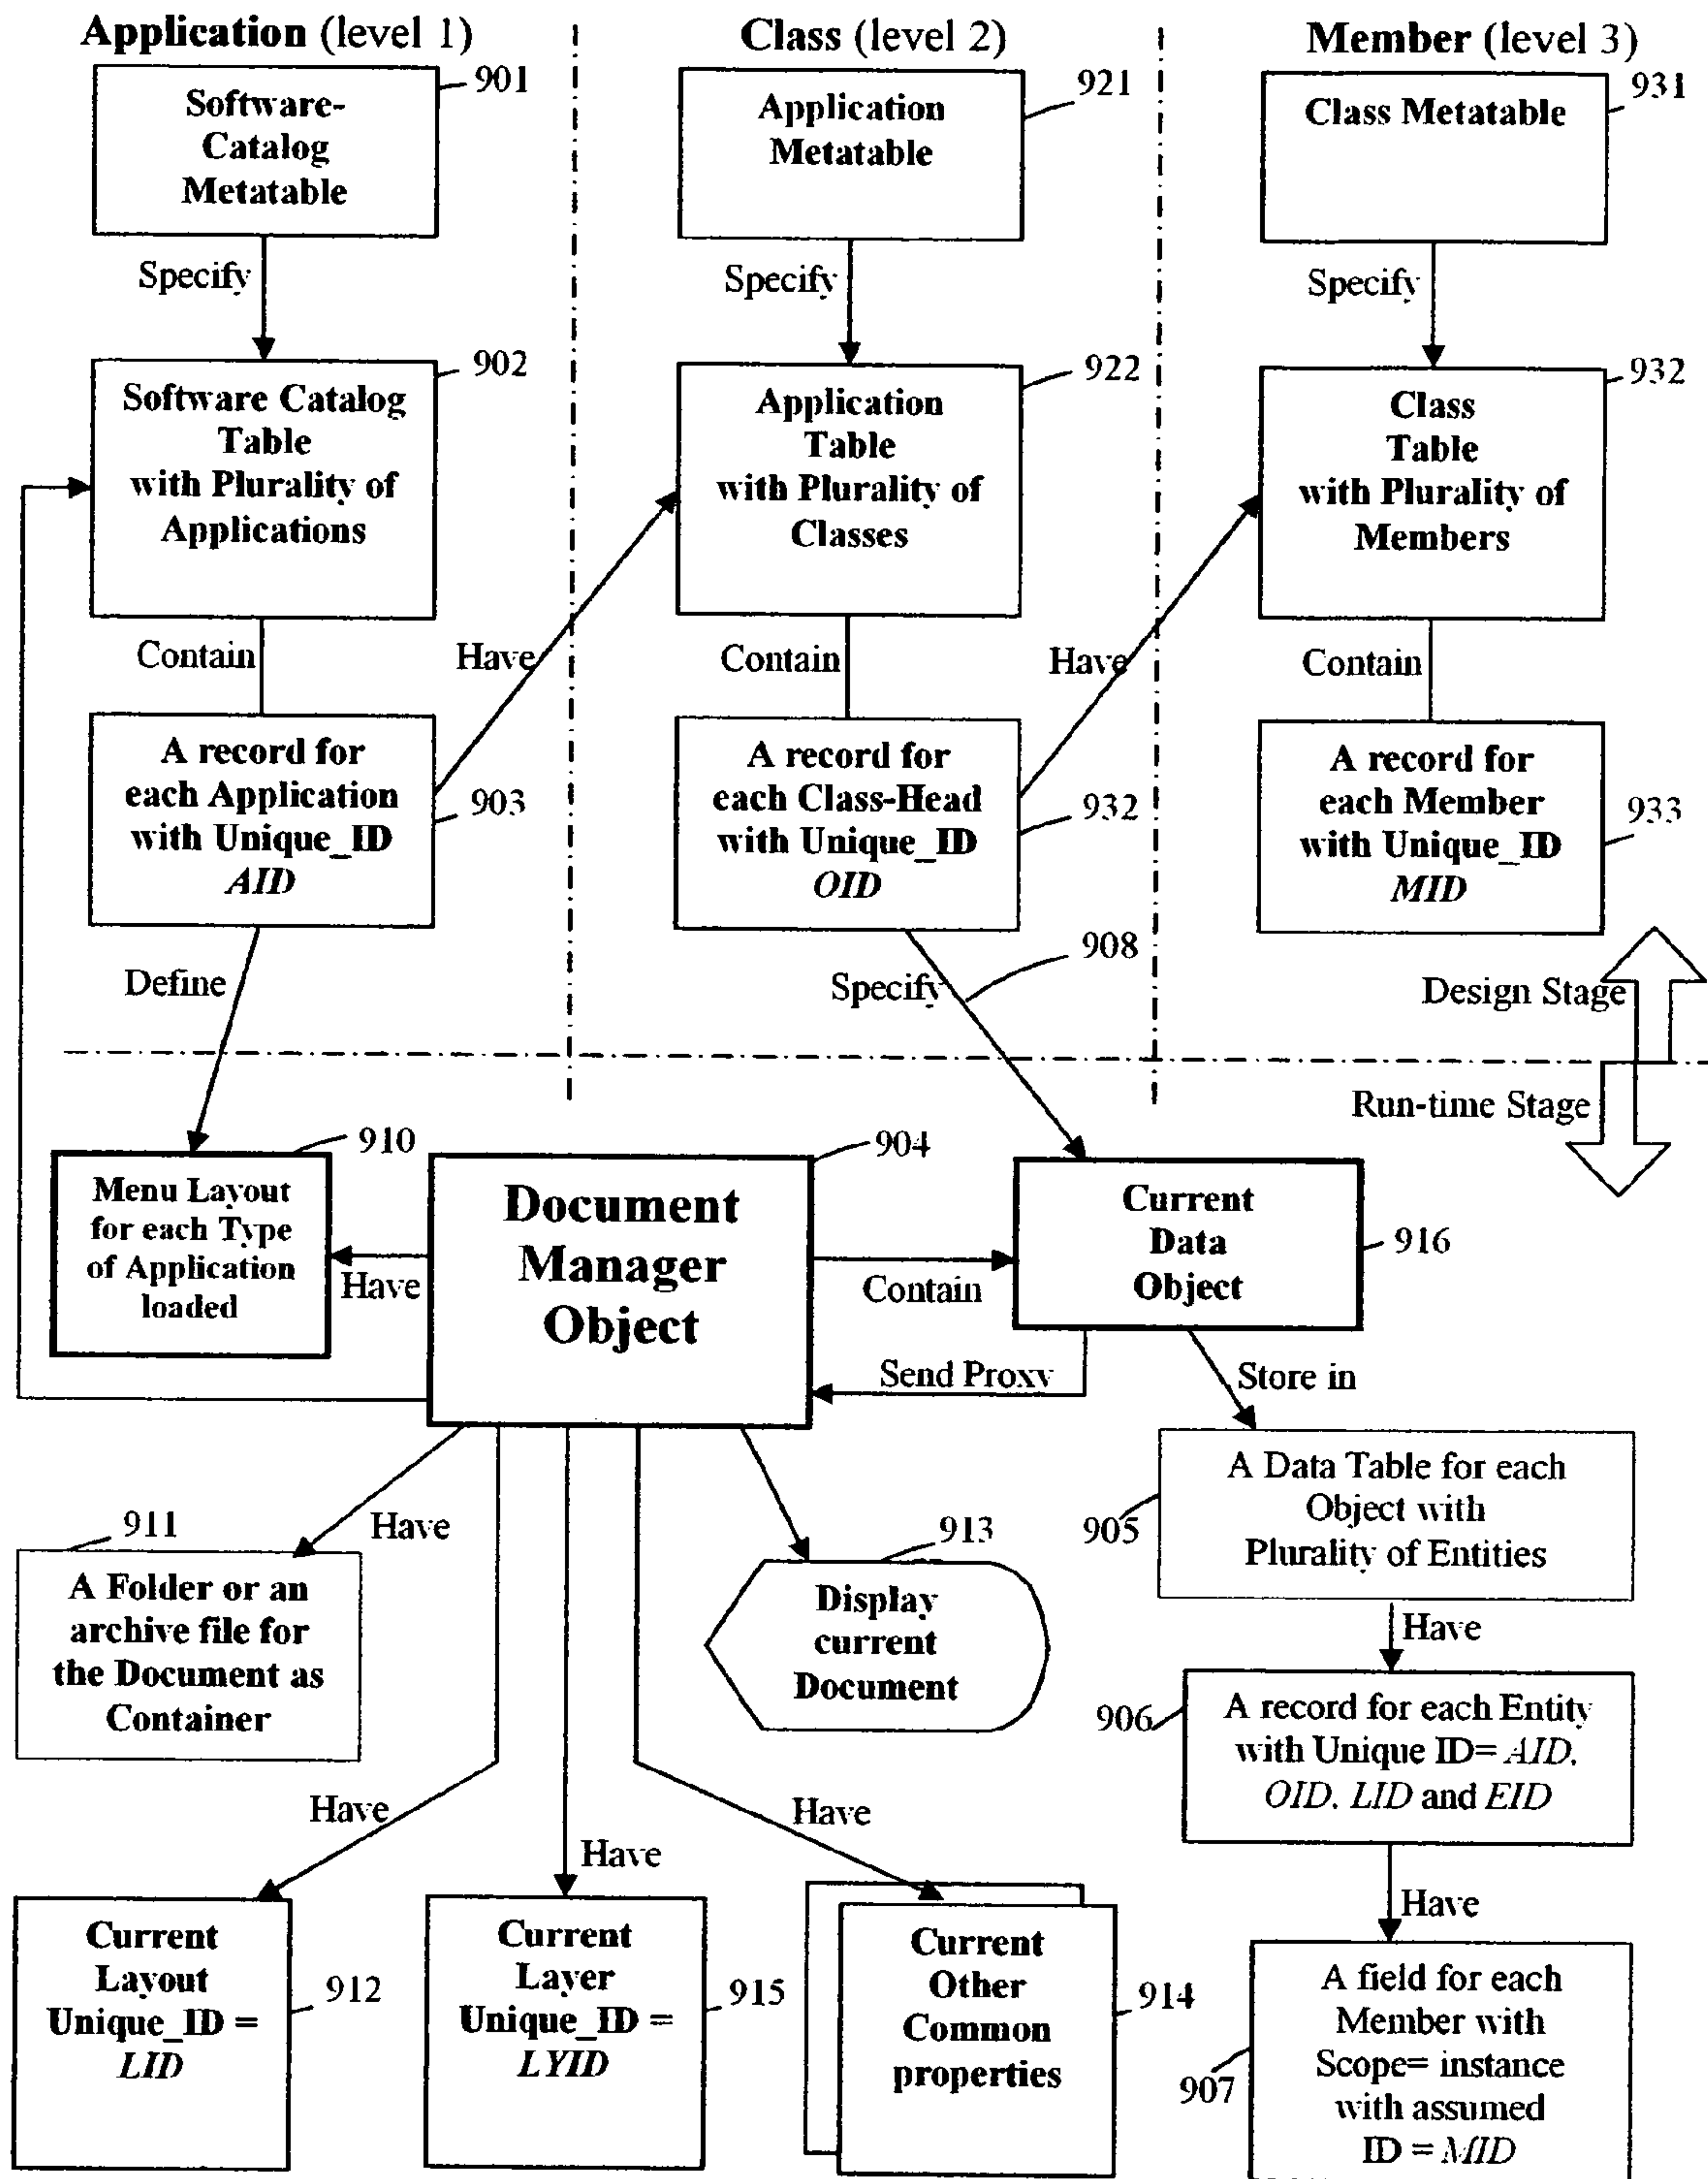 Application (level 1)
Class (level 2)
Member (level 3)
Software-
Catalog
Metatable
901
Application
Metatable
921
Class Metatable
931
Specify
Specify
Specify
Software Catalog
Table
with Plurality of
Applications
902
Application
Table
with Plurality of
Classes
922
Class
Table
with Plurality of
Members
932
Contain
Have
Contain
Have
Contain
A record for
each Application
with Unique_ID
AID
903
A record for
each Class-Head
with Unique_ID
OID
932
A record for
each Member
with Unique_ID
MID
933
Define
Specify
908
Design Stage
Run-time Stage
Menu Layout
for each Type
of Application
loaded
910
Have
Document
Manager
Object
904
Contain
Current
Data
Object
916
Send Proxy
Store in
A Data Table for each
Object with
Plurality of Entities
905
Have
911
A Folder or an
archive file for
the Document as
Container
913
Display
current
Document
Have
906
A record for each Entity
with Unique ID= AID,
OID, LID and EID
Have
Have
Have
Have
Current
Layout
Unique_ID =
LID
912
Current
Layer
Unique_ID =
LYID
915
Current
Other
Common
properties
914
A field for each
Member with
Scope= instance
with assumed
ID = MID
907